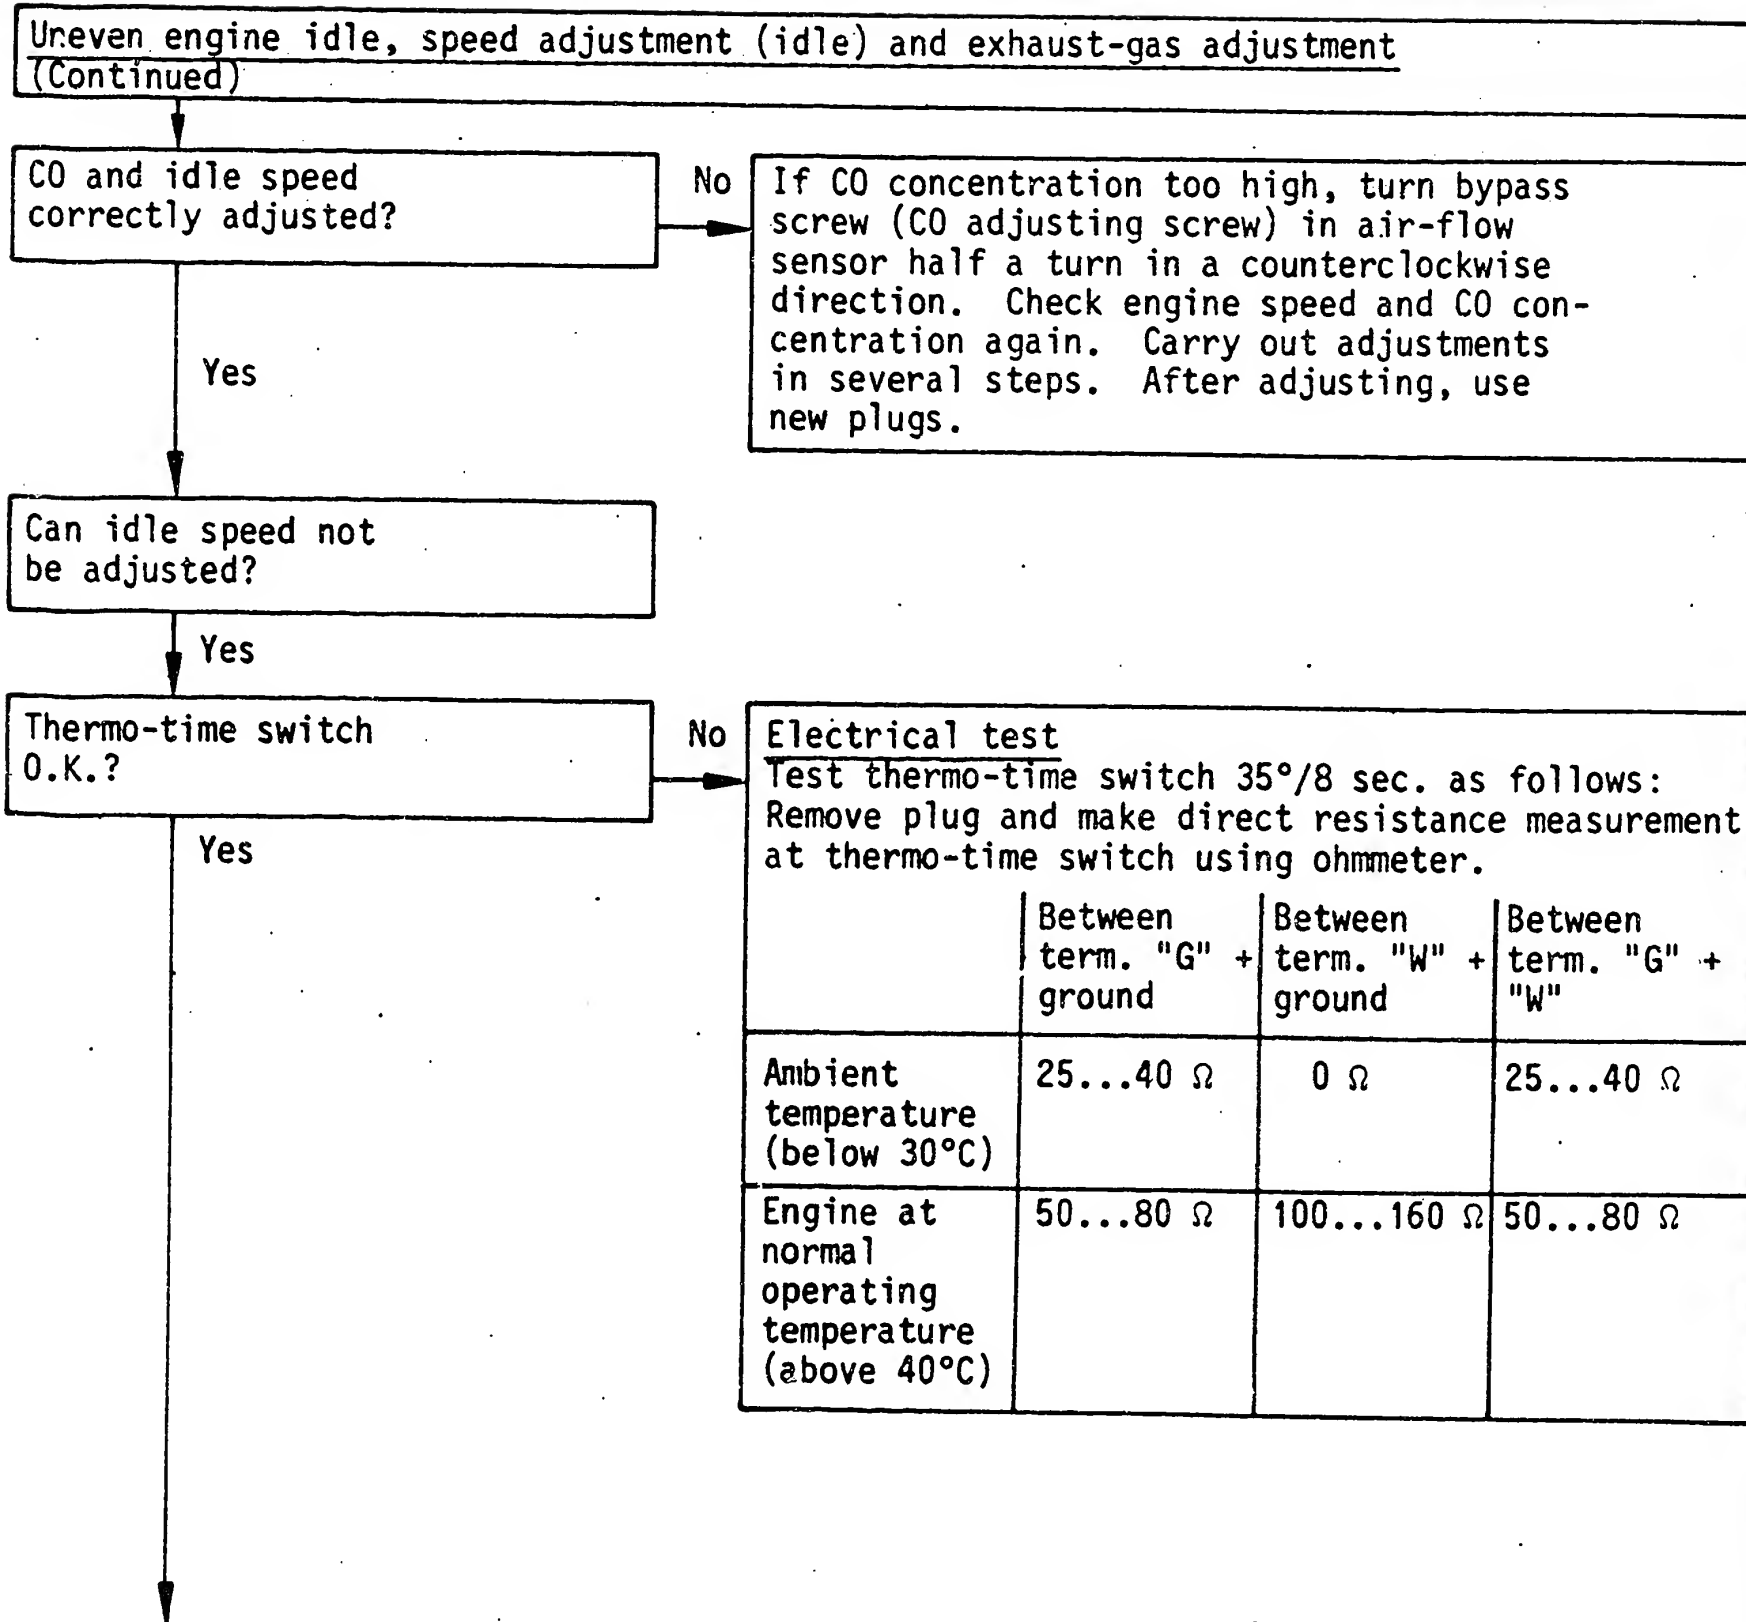 Uneven engine idle, speed adjustment (idle) and exhaust-gas adjustment
(Continued)
CO and idle speed
correctly adjusted?
No
If CO concentration too high, turn bypass
screw (CO adjusting screw) in air-flow
sensor half a turn in a counterclockwise
direction. Check engine speed and CO con-
centration again. Carry out adjustments
in several steps. After adjusting, use
new plugs.
Yes
Can idle speed not
be adjusted?
Yes
Thermo-time switch
O.K.?
No
Electrical test
Test thermo-time switch 35°/8 sec. as follows:
Remove plug and make direct resistance measurement
at thermo-time switch using ohmmeter.
Yes
Between
term. "G" +
ground
Between
term. "W" +
ground
Between
term. "G" +
"W"
Ambient
temperature
(below 30°C)
25...40 Ω
0 Ω
25...40 Ω
Engine at
normal
operating
temperature
(above 40°C)
50...80 Ω
100...160 Ω
50...80 Ω